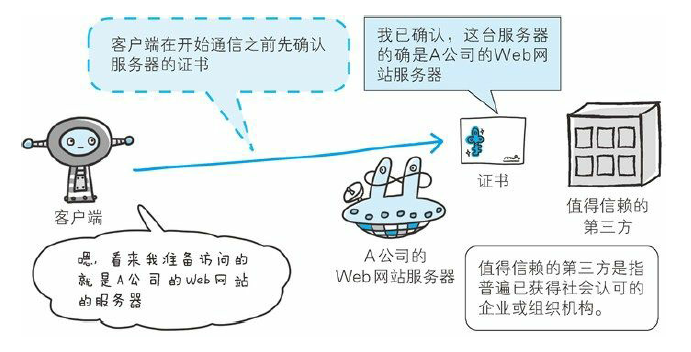 客户端在开始通信之前先确认
服务器的证书
我已确认，这台服务器
的确是A公司的Web网
站服务器
客户端
证书
值得信赖的
第三方
A公司的
Web网站服务器
嗯，看来我准备访问的
就是A公司的Web网站
的服务器
值得信赖的第三方是指
普遍已获得社会认可的
企业或组织机构。